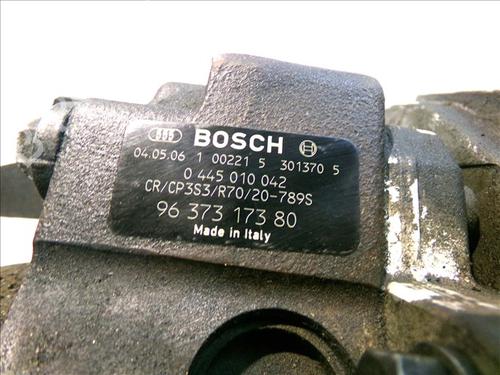 BOSCH
04.05.06 1 00221 5 301370 5
0 445 010 042
CR/CP3S3/R70/20-789S
96 373 173 80
Made in Italy